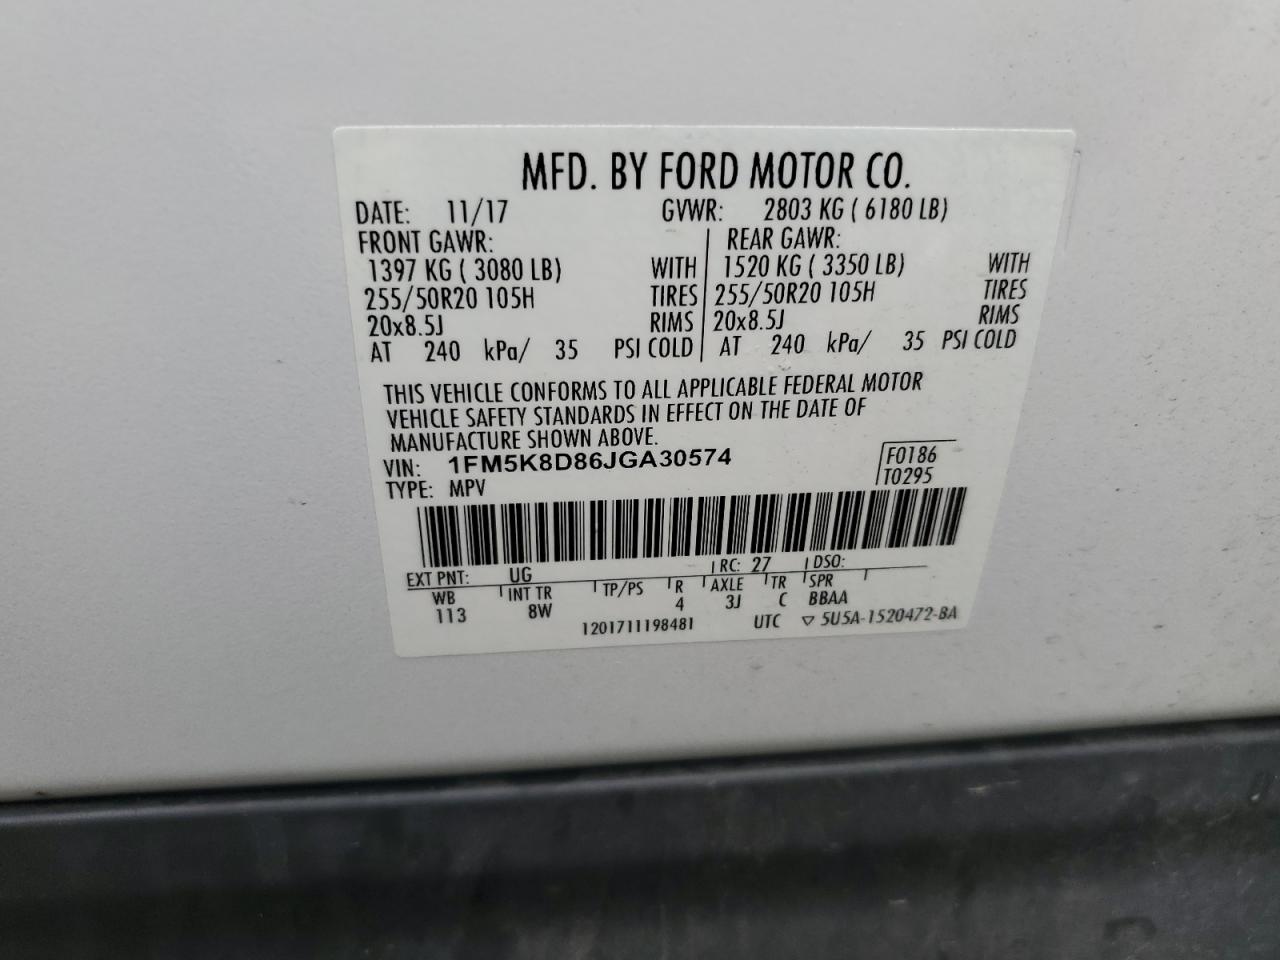 MFD. BY FORD MOTOR CO.
DATE: 11/17 GVWR: 2803 KG ( 6180 LB)
FRONT GAWR: REAR GAWR:
1397 KG ( 3080 LB) WITH 1520 KG ( 3350 LB) WITH
255/50R20 105H TIRES 255/50R20 105H TIRES
20x8.5J RIMS 20x8.5J RIMS
AT 240 kPa/ 35 PSI COLD AT 240 kPa/ 35 PSI COLD
THIS VEHICLE CONFORMS TO ALL APPLICABLE FEDERAL MOTOR
VEHICLE SAFETY STANDARDS IN EFFECT ON THE DATE OF
MANUFACTURE SHOWN ABOVE.
VIN: 1FM5K8D86JGA30574 F0186
TYPE: MPV T0295
EXT PNT: UG RC: 27 DSO:
WB INT TR TP/PS R AXLE TR SPR
113 8W 4 3J C BBAA
1201711198481 UTC ▽ 5U5A-1520472-BA